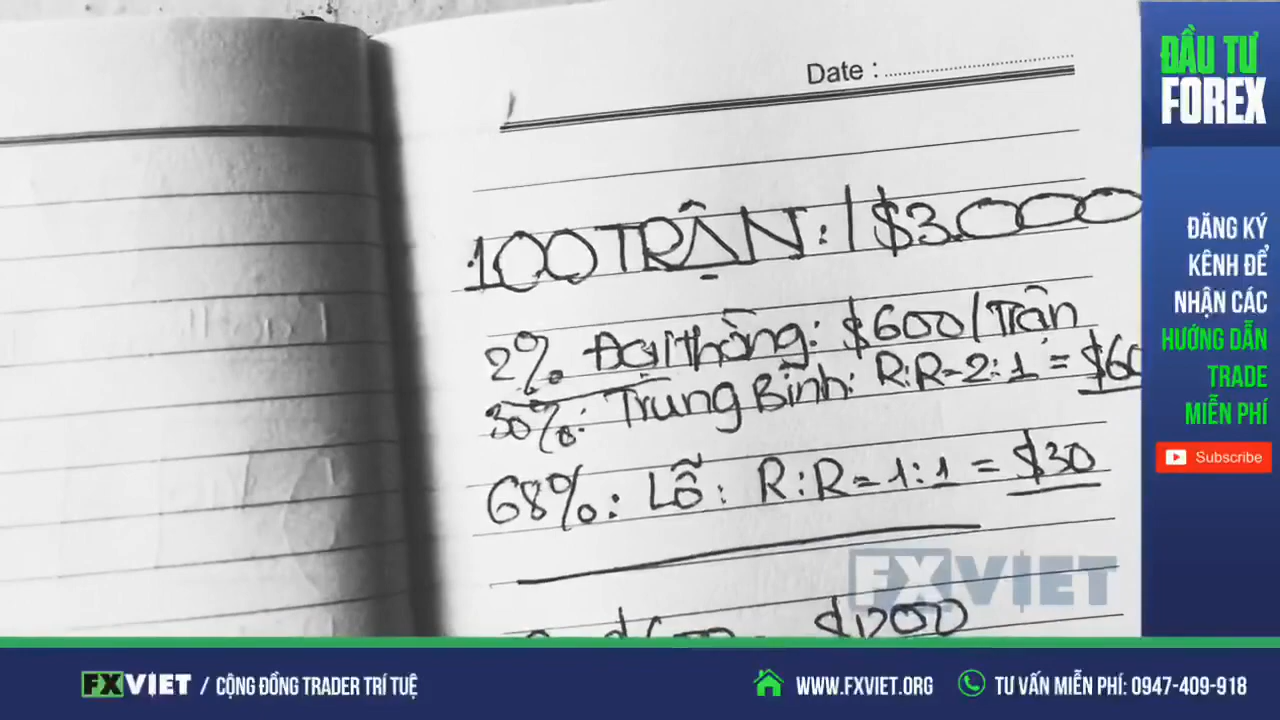 Date :
100 TRẬN: | $3.000
2%. Đại thắng: $600/Trận
30%: Trung Bình: R:R=2:1 = $60
68%: Lỗ: R:R=1:1 = $30
$1200
FXVIET
ĐẦU TƯ
FOREX
ĐĂNG KÝ
KÊNH ĐỂ
NHẬN CÁC
HƯỚNG DẪN
TRADE
MIỄN PHÍ
Subscribe
FXVIET / CỘNG ĐỒNG TRADER TRÍ TUỆ
WWW.FXVIET.ORG
TƯ VẤN MIỄN PHÍ: 0947-409-918